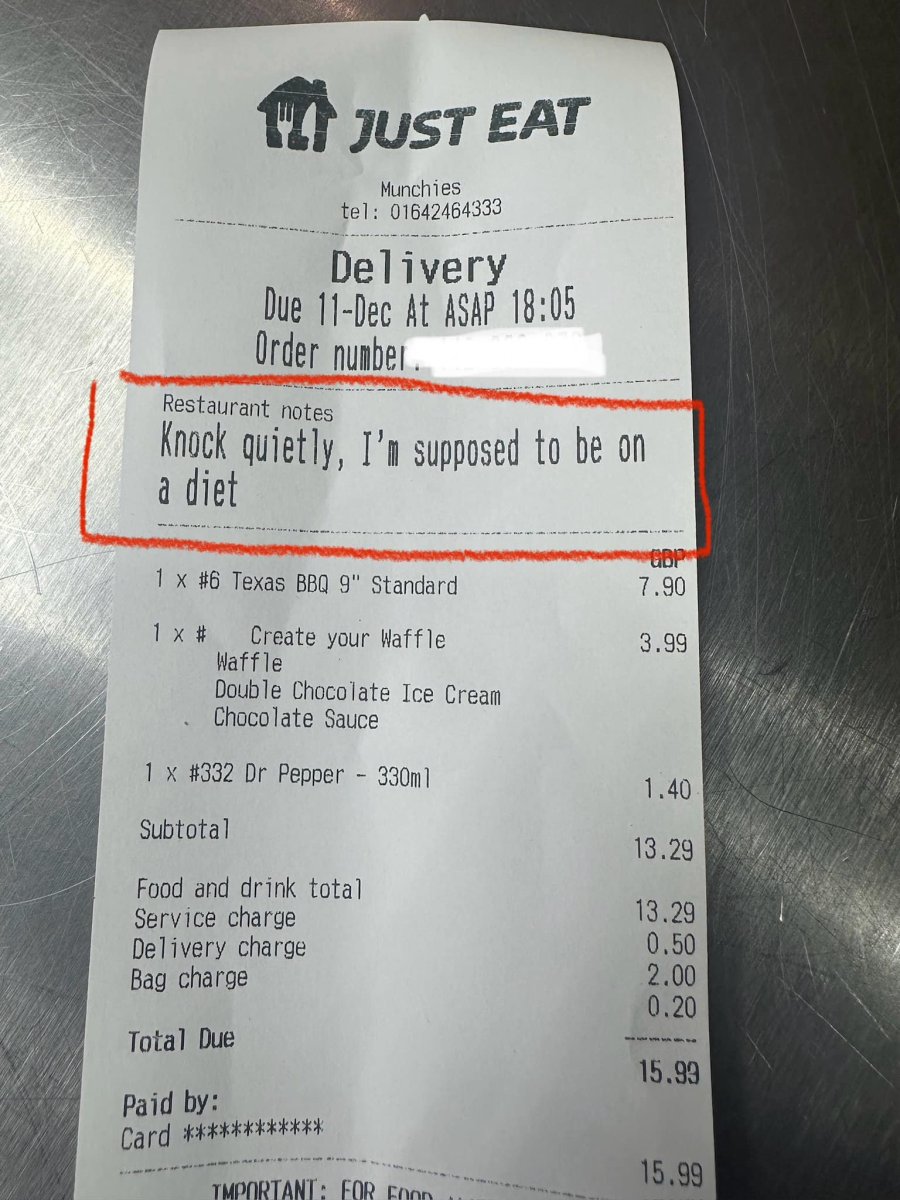 JUST EAT
Munchies
tel: 01642464333
Delivery
Due 11-Dec At ASAP 18:05
Order number
Restaurant notes
Knock quietly, I'm supposed to be on
a diet
GBP
1 x #6 Texas BBQ 9" Standard 7.90
1 x # Create your Waffle 3.99
Waffle
Double Chocolate Ice Cream
Chocolate Sauce
1 x #332 Dr Pepper - 330ml 1.40
Subtotal 13.29
Food and drink total 13.29
Service charge 0.50
Delivery charge 2.00
Bag charge 0.20
Total Due 15.99
Paid by:
Card ************ 15.99
IMPORTANT: FOR FOOD